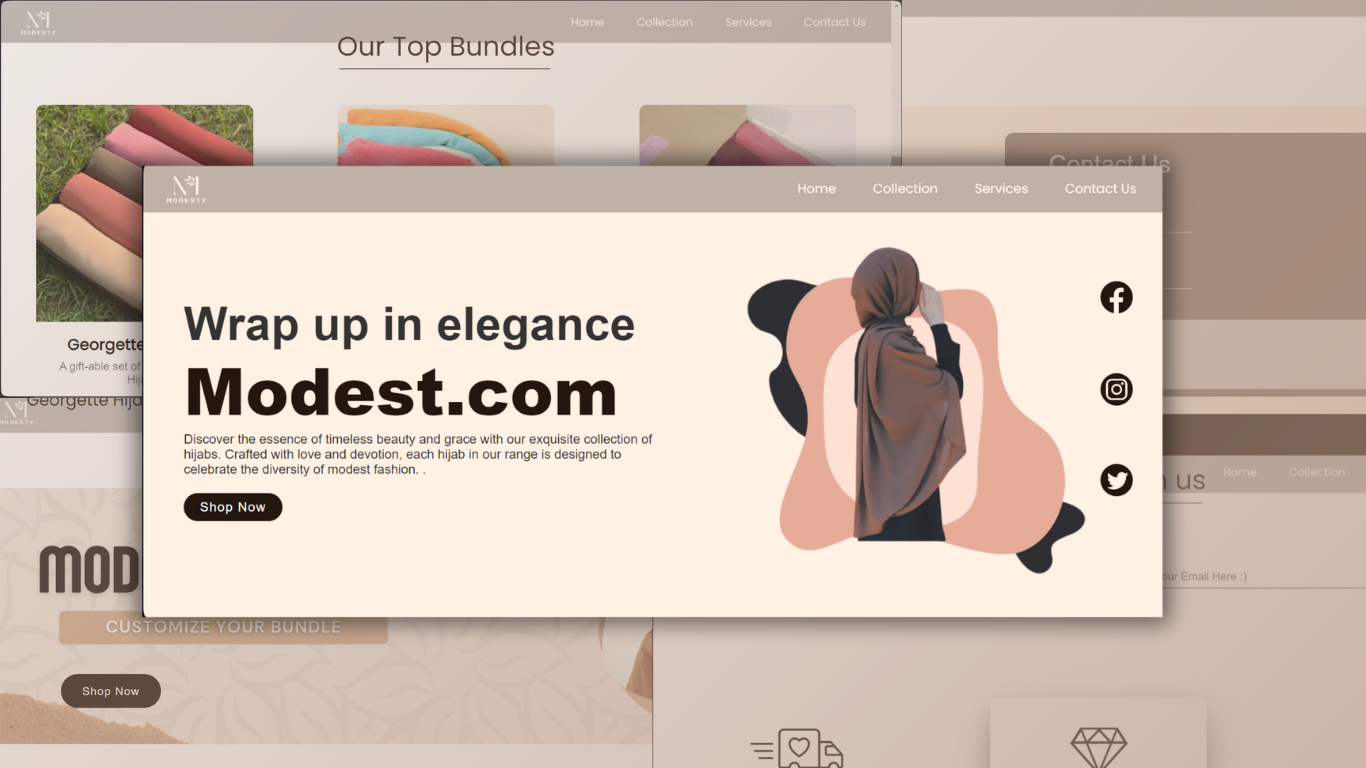 MODESTY
Home Collection Services Contact Us
Our Top Bundles
Contact Us
MODESTY
Home Collection Services Contact Us
Wrap up in elegance
Modest.com
Discover the essence of timeless beauty and grace with our exquisite collection of
hijabs. Crafted with love and devotion, each hijab in our range is designed to
celebrate the diversity of modest fashion. .
Shop Now
Georgette
A gift-able set of
Georgette
MODESTY
Home Collection
us
Email Here :)
MOD
CUSTOMIZE YOUR BUNDLE
Shop Now